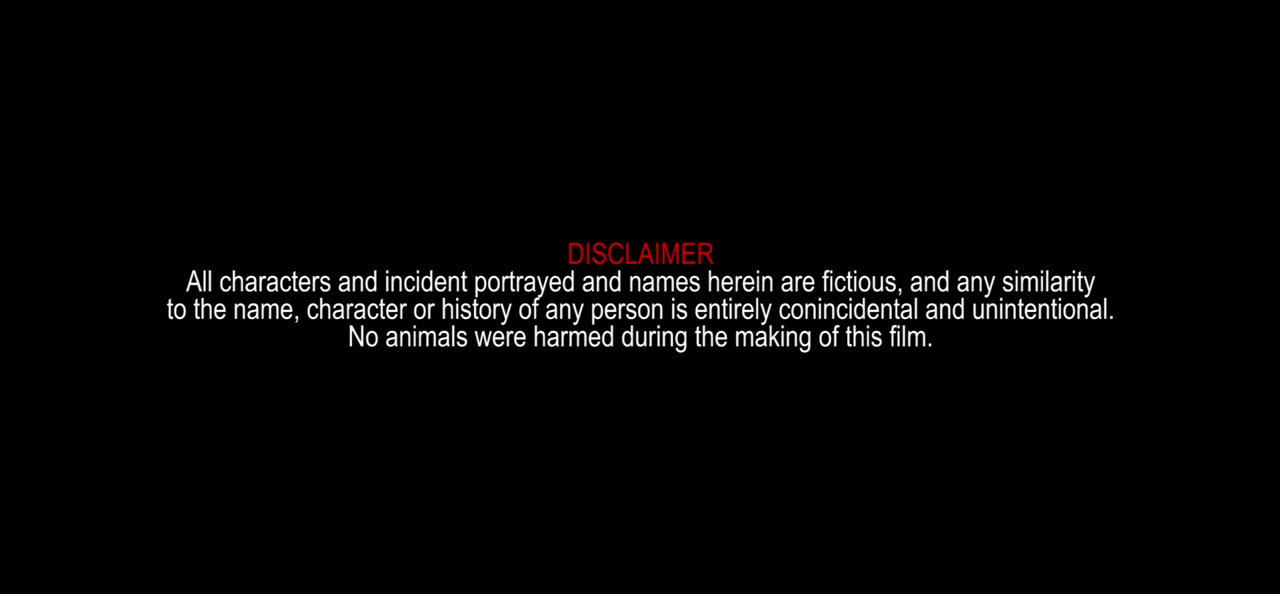 DISCLAIMER
All characters and incident portrayed and names herein are fictious, and any similarity
to the name, character or history of any person is entirely conincidental and unintentional.
No animals were harmed during the making of this film.